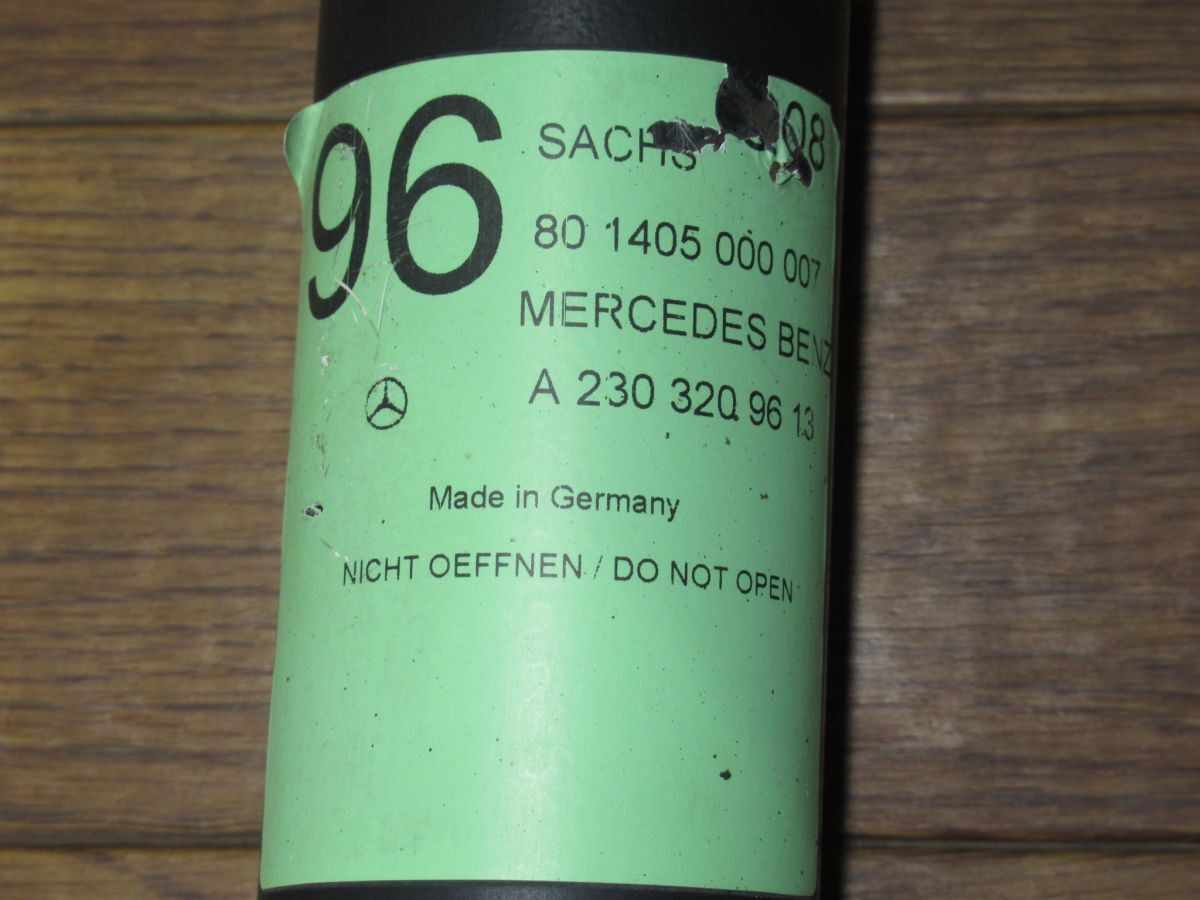 96
SACHS
80 1405 000 007
MERCEDES BENZ
A 230 320 96 13
Made in Germany
NICHT OEFFNEN / DO NOT OPEN